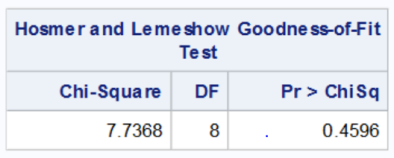 Hosmer and Lemeshow Goodness-of-Fit
Test
Chi-Square DF Pr > ChiSq
7.7368 8 . 0.4596